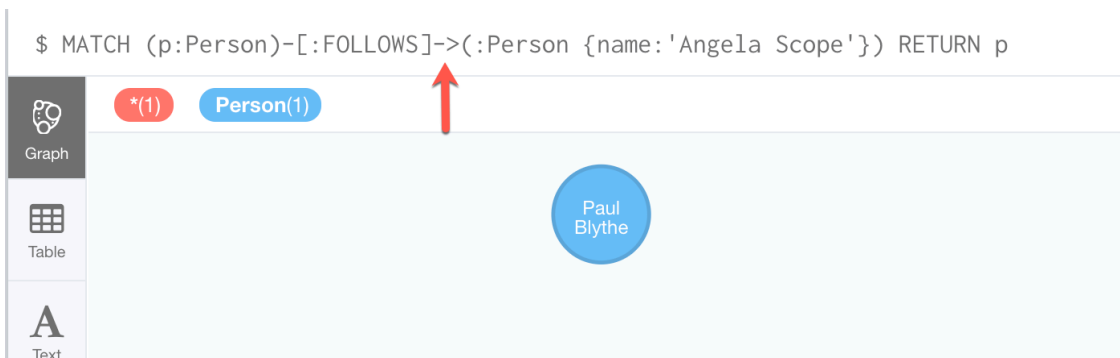 $ MATCH (p:Person)-[:FOLLOWS]->(:Person {name:'Angela Scope'}) RETURN p
*(1) Person(1)
Graph
Paul
Blythe
Table
A
Text